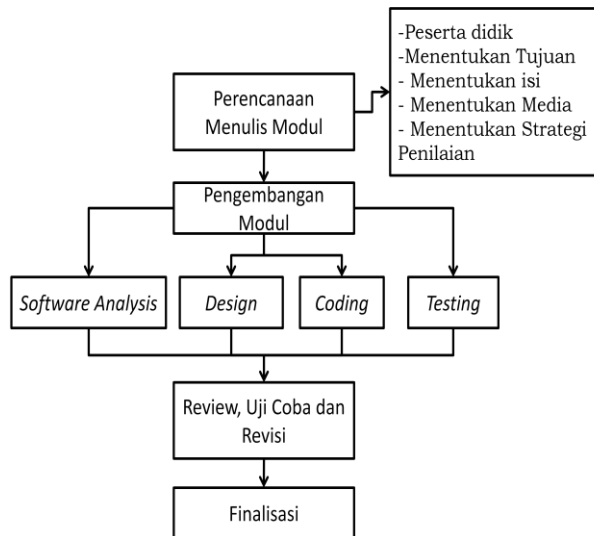 -Peserta didik
-Menentukan Tujuan
- Menentukan isi
- Menentukan Media
- Menentukan Strategi
Penilaian
Perencanaan
Menulis Modul
Pengembangan
Modul
Software Analysis
Design
Coding
Testing
Review, Uji Coba dan
Revisi
Finalisasi